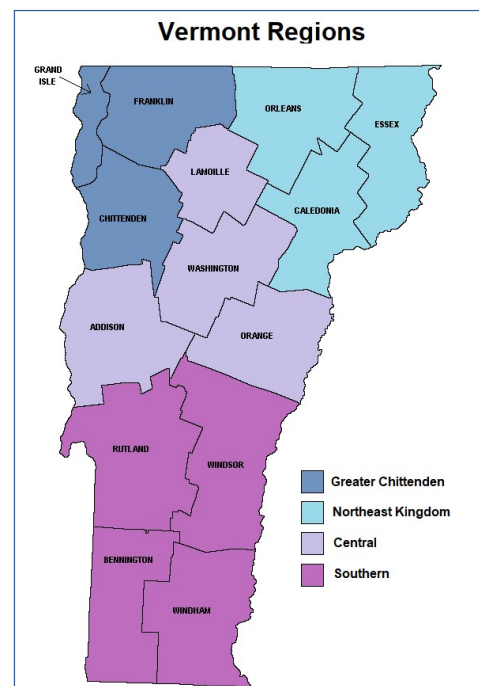 Vermont Regions
GRAND
ISLE
FRANKLIN
ORLEANS
ESSEX
LAMOILLE
CALEDONIA
CHITTENDEN
WASHINGTON
ADDISON
ORANGE
RUTLAND
WINDSOR
Greater Chittenden
Northeast Kingdom
Central
Southern
BENNINGTON
WINDHAM